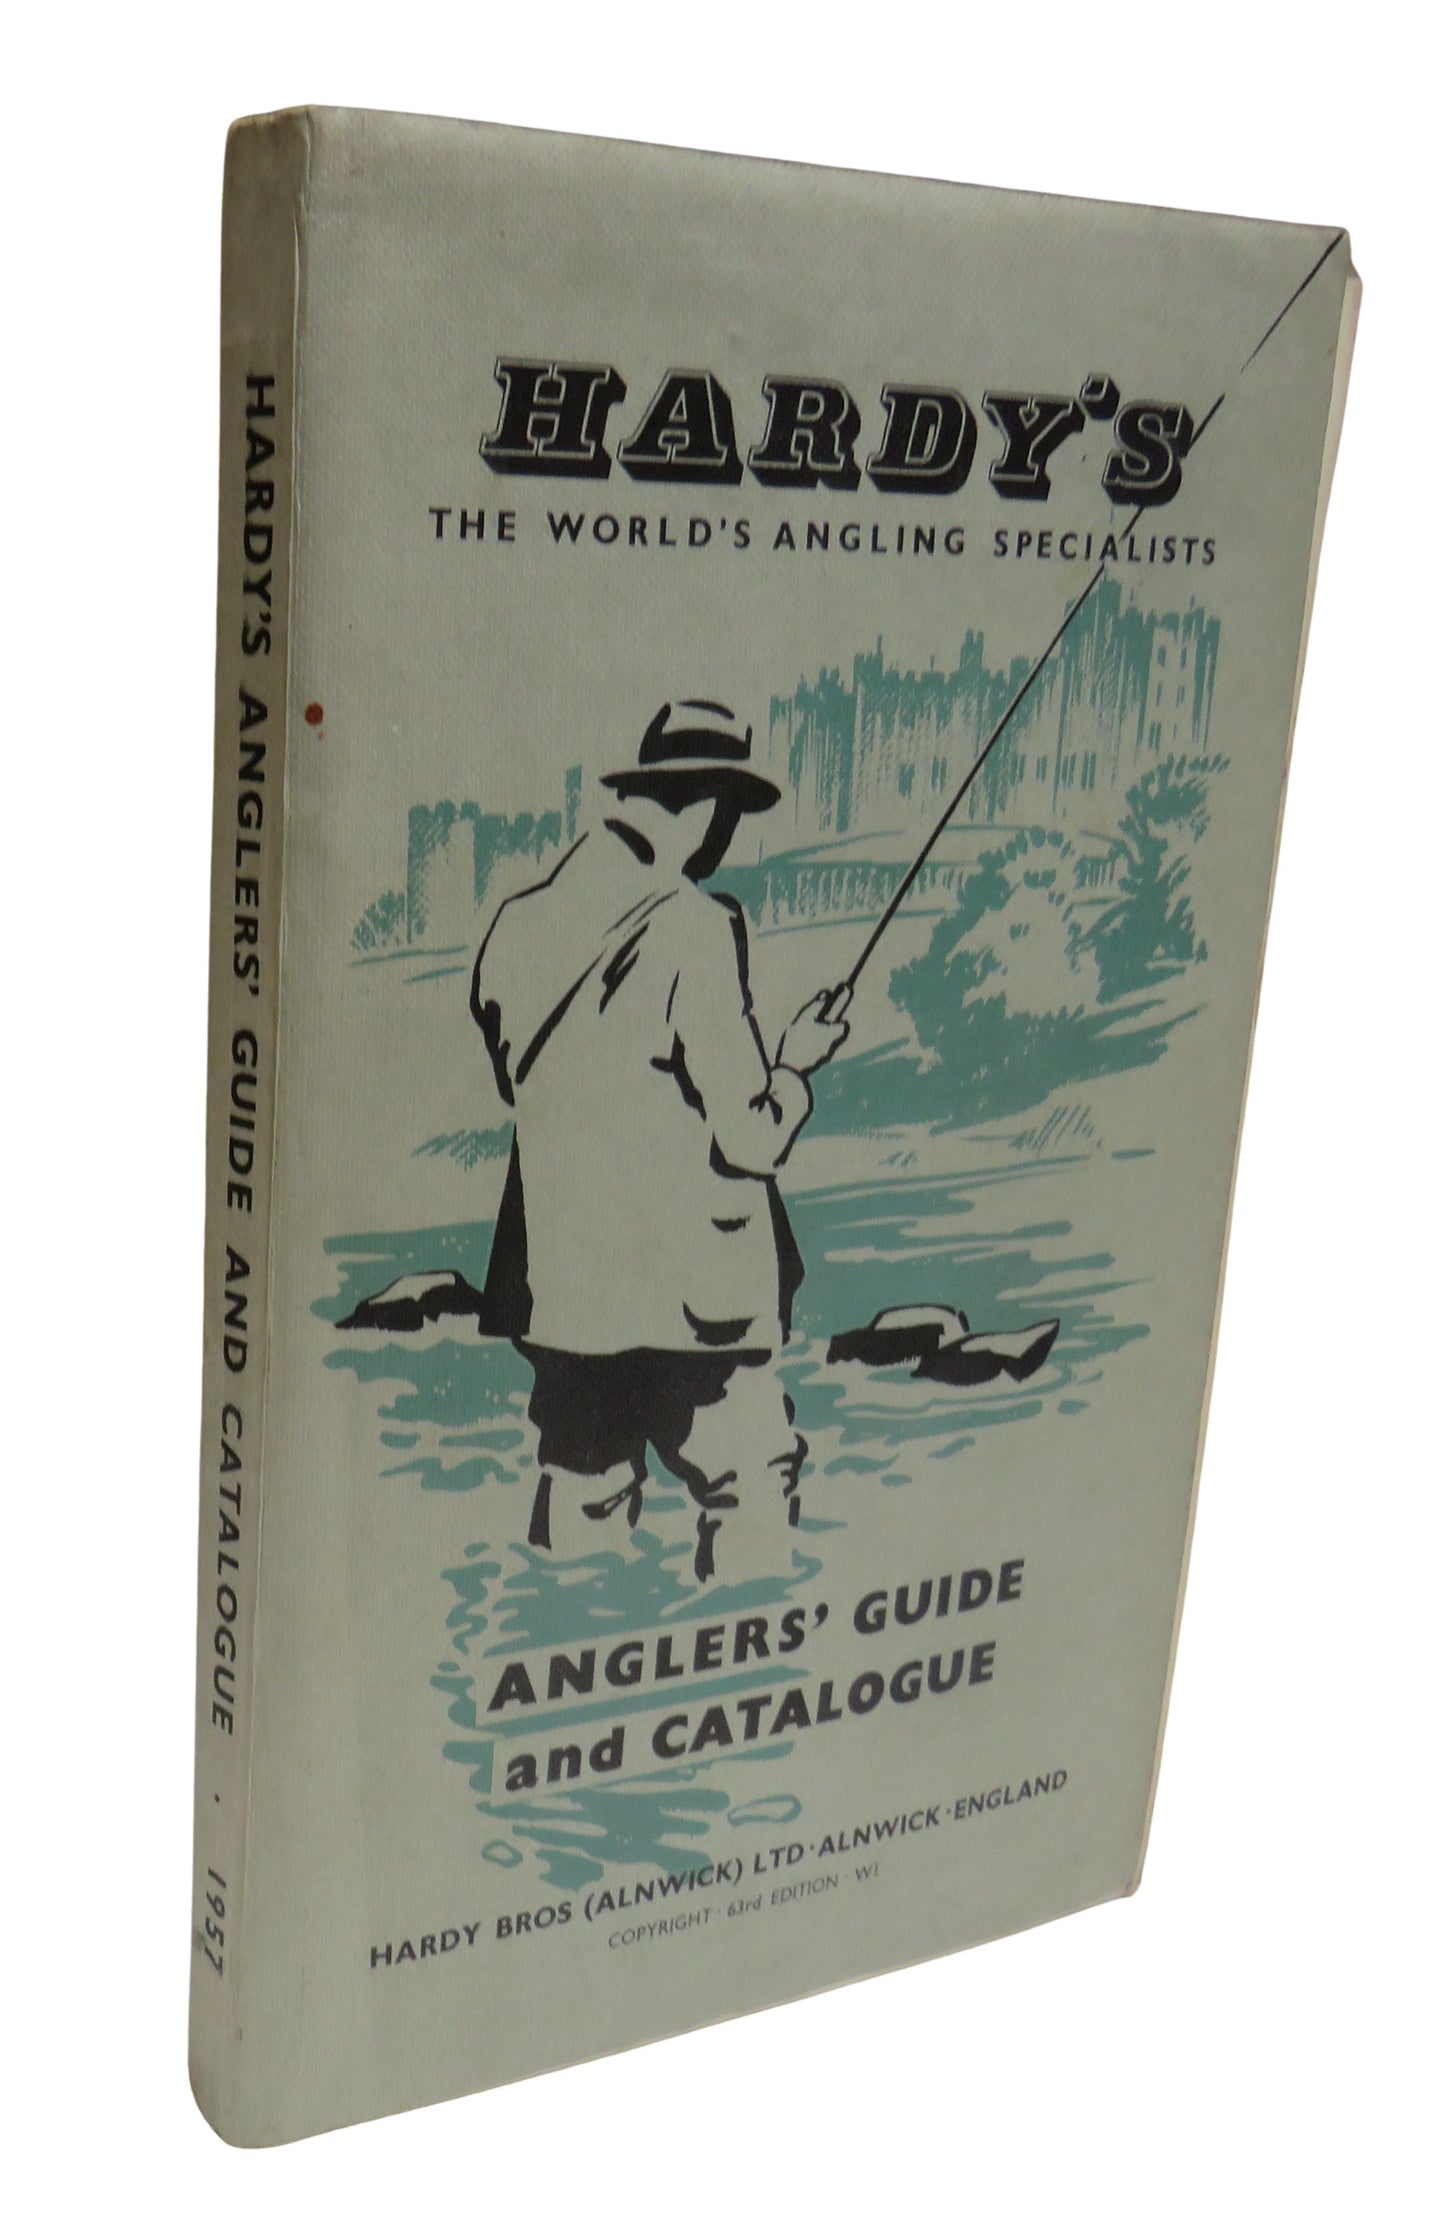 HARDY'S ANGLERS' GUIDE AND CATALOGUE · 1957
HARDY'S
THE WORLD'S ANGLING SPECIALISTS
ANGLERS' GUIDE
and CATALOGUE
HARDY BROS (ALNWICK) LTD · ALNWICK · ENGLAND
COPYRIGHT · 63rd EDITION · W1